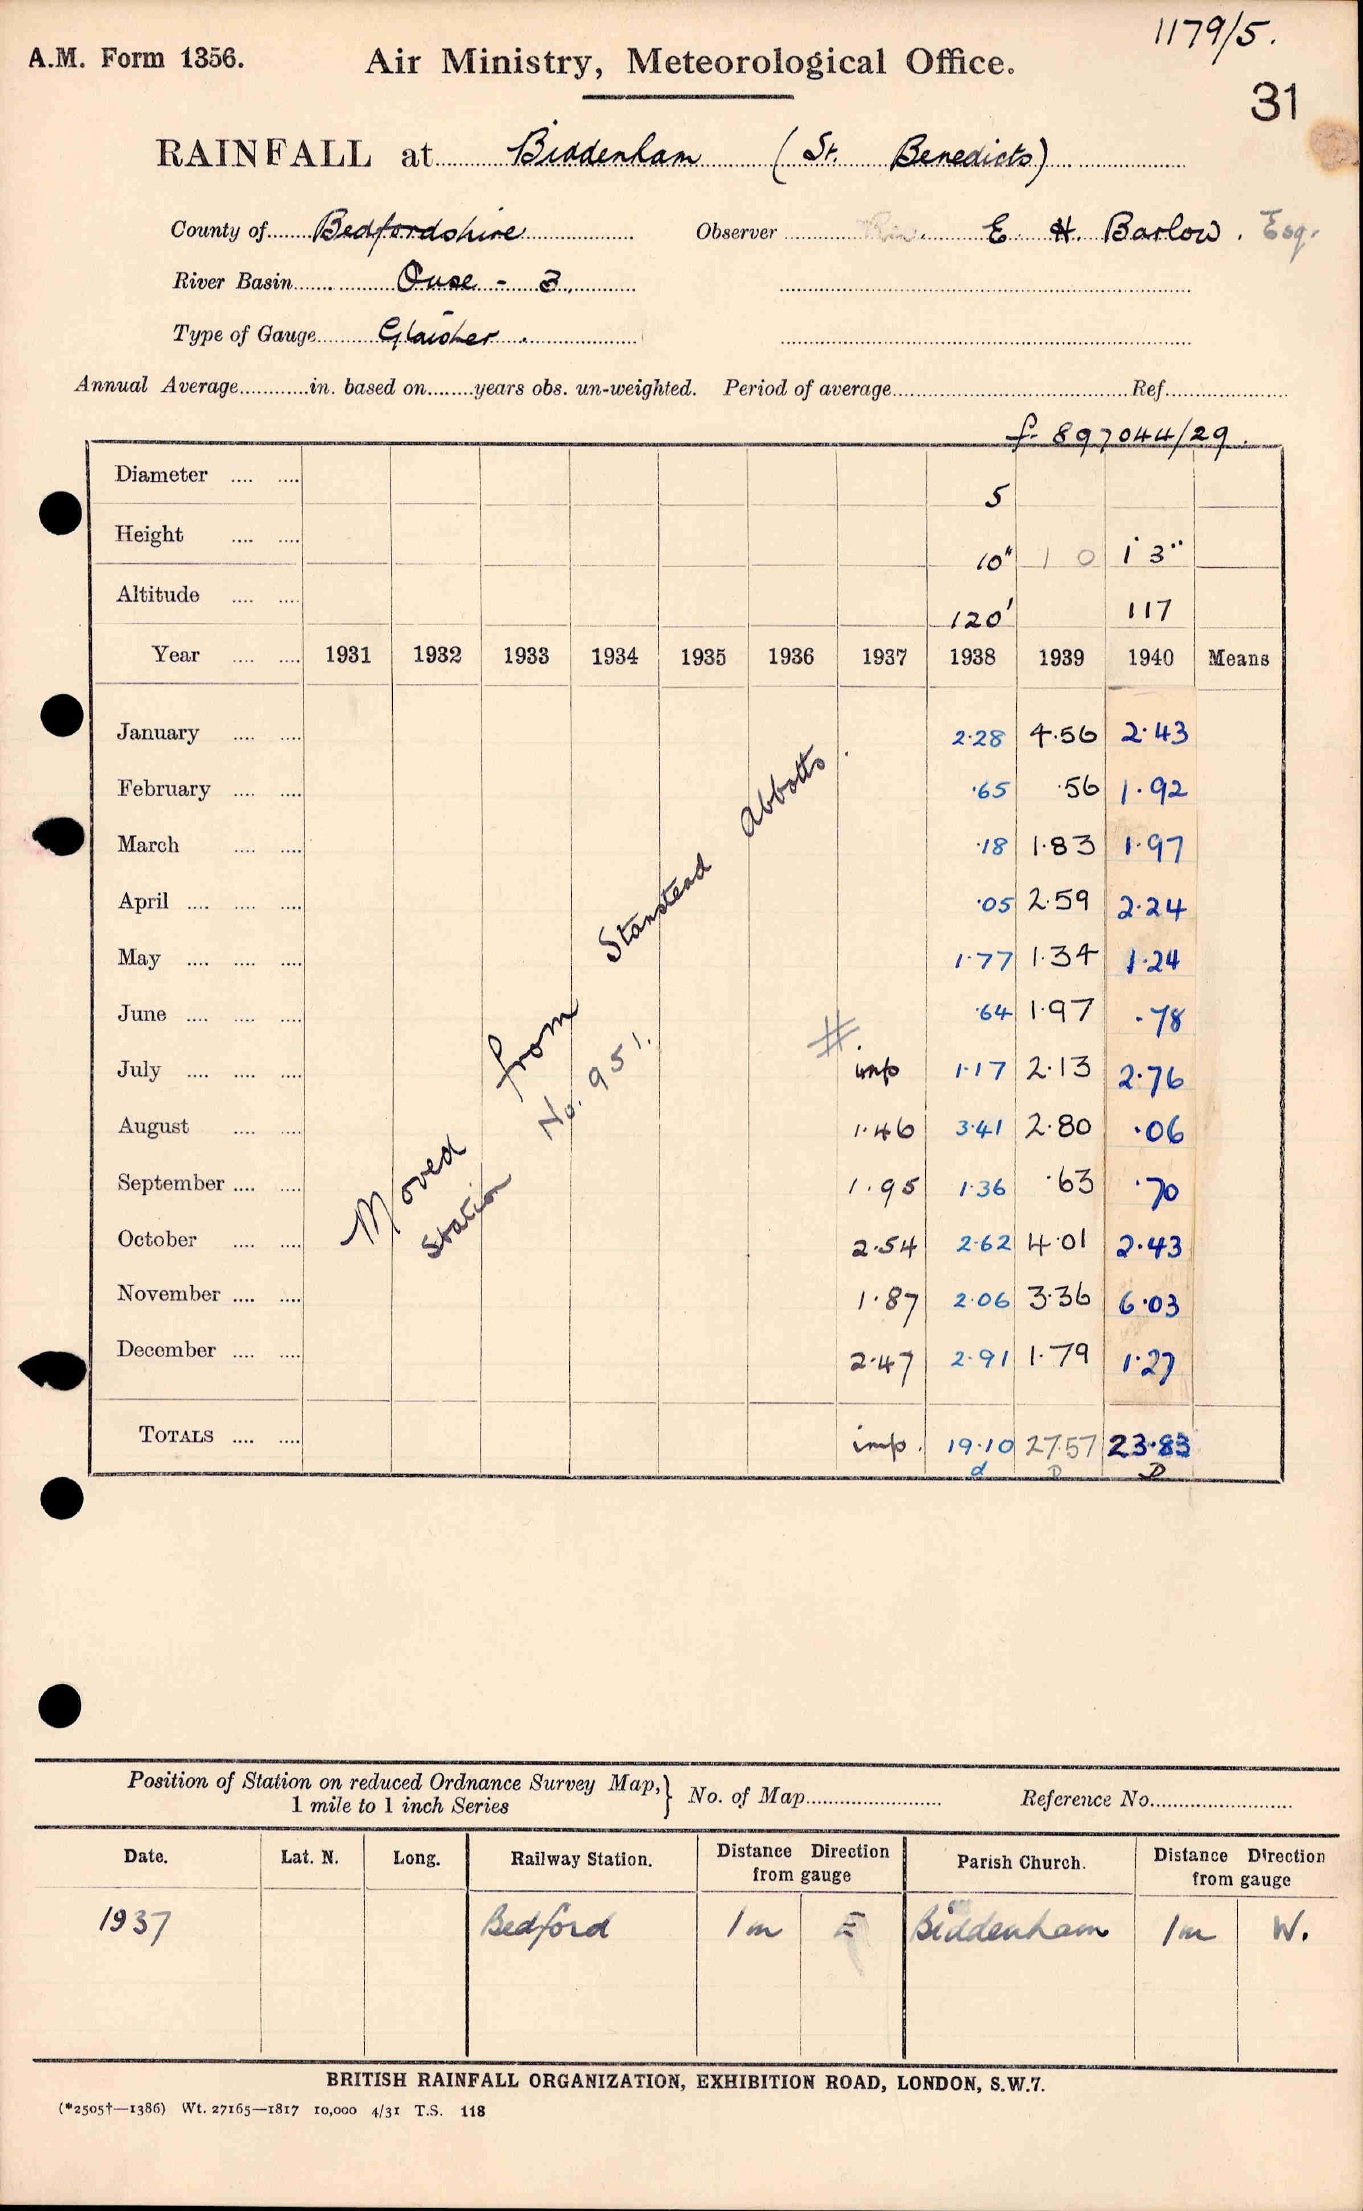 1179/5.
A.M. Form 1356. Air Ministry, Meteorological Office.
31
RAINFALL at Biddenham (St. Benedicts)
County of Bedfordshire Observer E. H. Barlow. Esq.
River Basin Ouse - 3.
Type of Gauge Glaisher.
Annual Average............in. based on........years obs. un-weighted. Period of average........................................Ref.....................
f. 897044/29.
Diameter .... .... 5
Height .... .... 10" 1 0 1' 3"
Altitude .... .... 120' 117
Year .... .... 1931 1932 1933 1934 1935 1936 1937 1938 1939 1940 Means
January .... .... 2.28 4.56 2.43
February .... .... .65 .56 1.92
March .... .... .18 1.83 1.97
April .... .... .... .05 2.59 2.24
May .... .... .... 1.77 1.34 1.24
June .... .... .... .64 1.97 .78
July .... .... .... imp 1.17 2.13 2.76
August .... .... 1.46 3.41 2.80 .06
September .... .... 1.95 1.36 .63 .70
October .... .... 2.54 2.62 4.01 2.43
November .... .... 1.87 2.06 3.36 6.03
December .... .... 2.47 2.91 1.79 1.27
TOTALS .... .... imp. 19.10 27.57 23.83
d D D
Moved from Stanstead Abbotts.
Station No. 951.
#
Position of Station on reduced Ordnance Survey Map,} No. of Map........................ Reference No.........................
1 mile to 1 inch Series
Date. Lat. N. Long. Railway Station. Distance Direction from gauge Parish Church. Distance Direction from gauge
1937 Bedford 1m E Biddenham 1m W.
BRITISH RAINFALL ORGANIZATION, EXHIBITION ROAD, LONDON, S.W.7.
(*2505†—1386) Wt. 27165—1817 10,000 4/31 T.S. 118